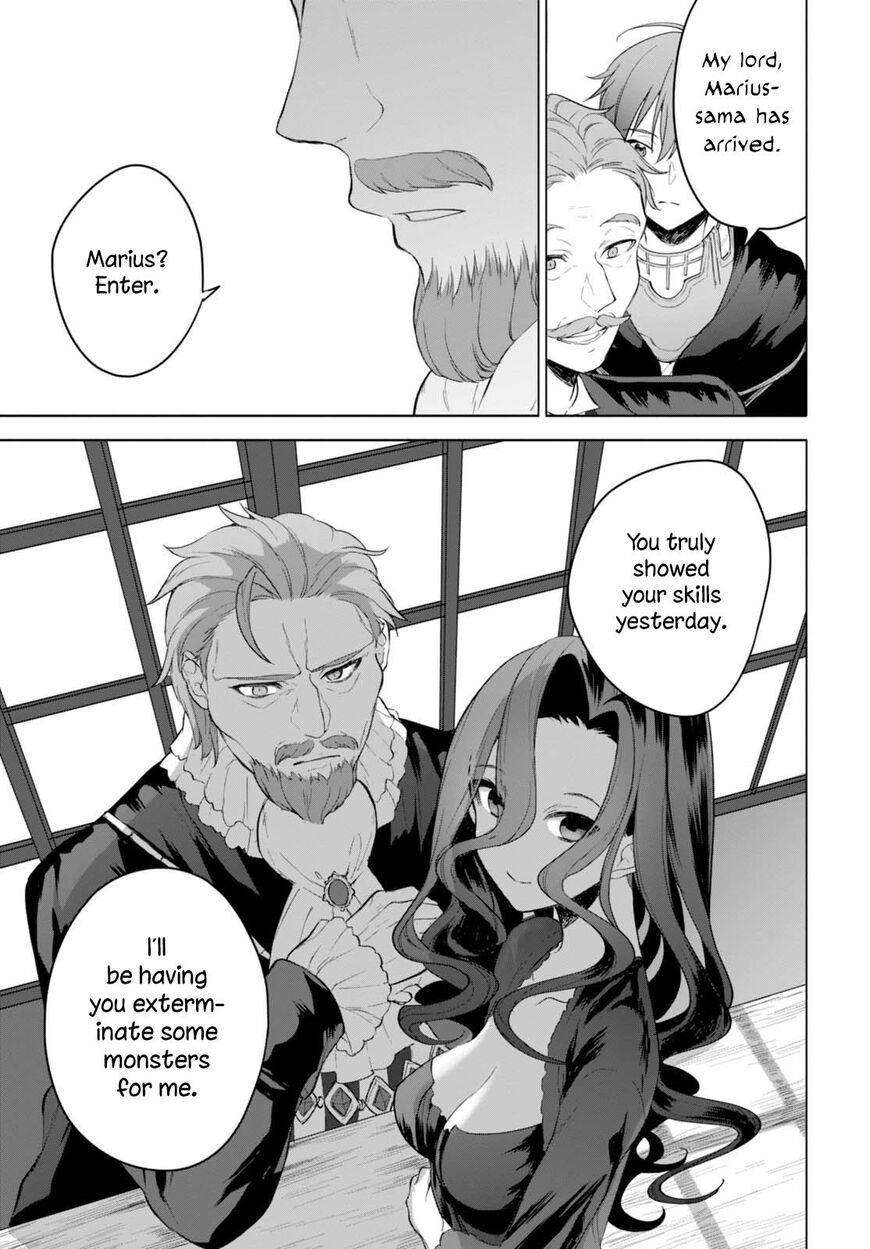 My lord,
Marius-
sama has
arrived.
Marius?
Enter.
You truly
showed
your skills
yesterday.
I'll
be having
you exterm-
inate some
monsters
for me.